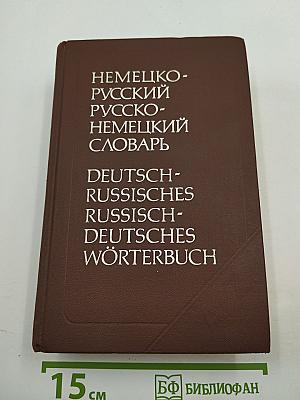 НЕМЕЦКО-
РУССКИЙ
РУССКО-
НЕМЕЦКИЙ
СЛОВАРЬ
DEUTSCH-
RUSSISCHES
RUSSISCH-
DEUTSCHES
WÖRTERBUCH
15 см
БФ БИБЛИОФАН